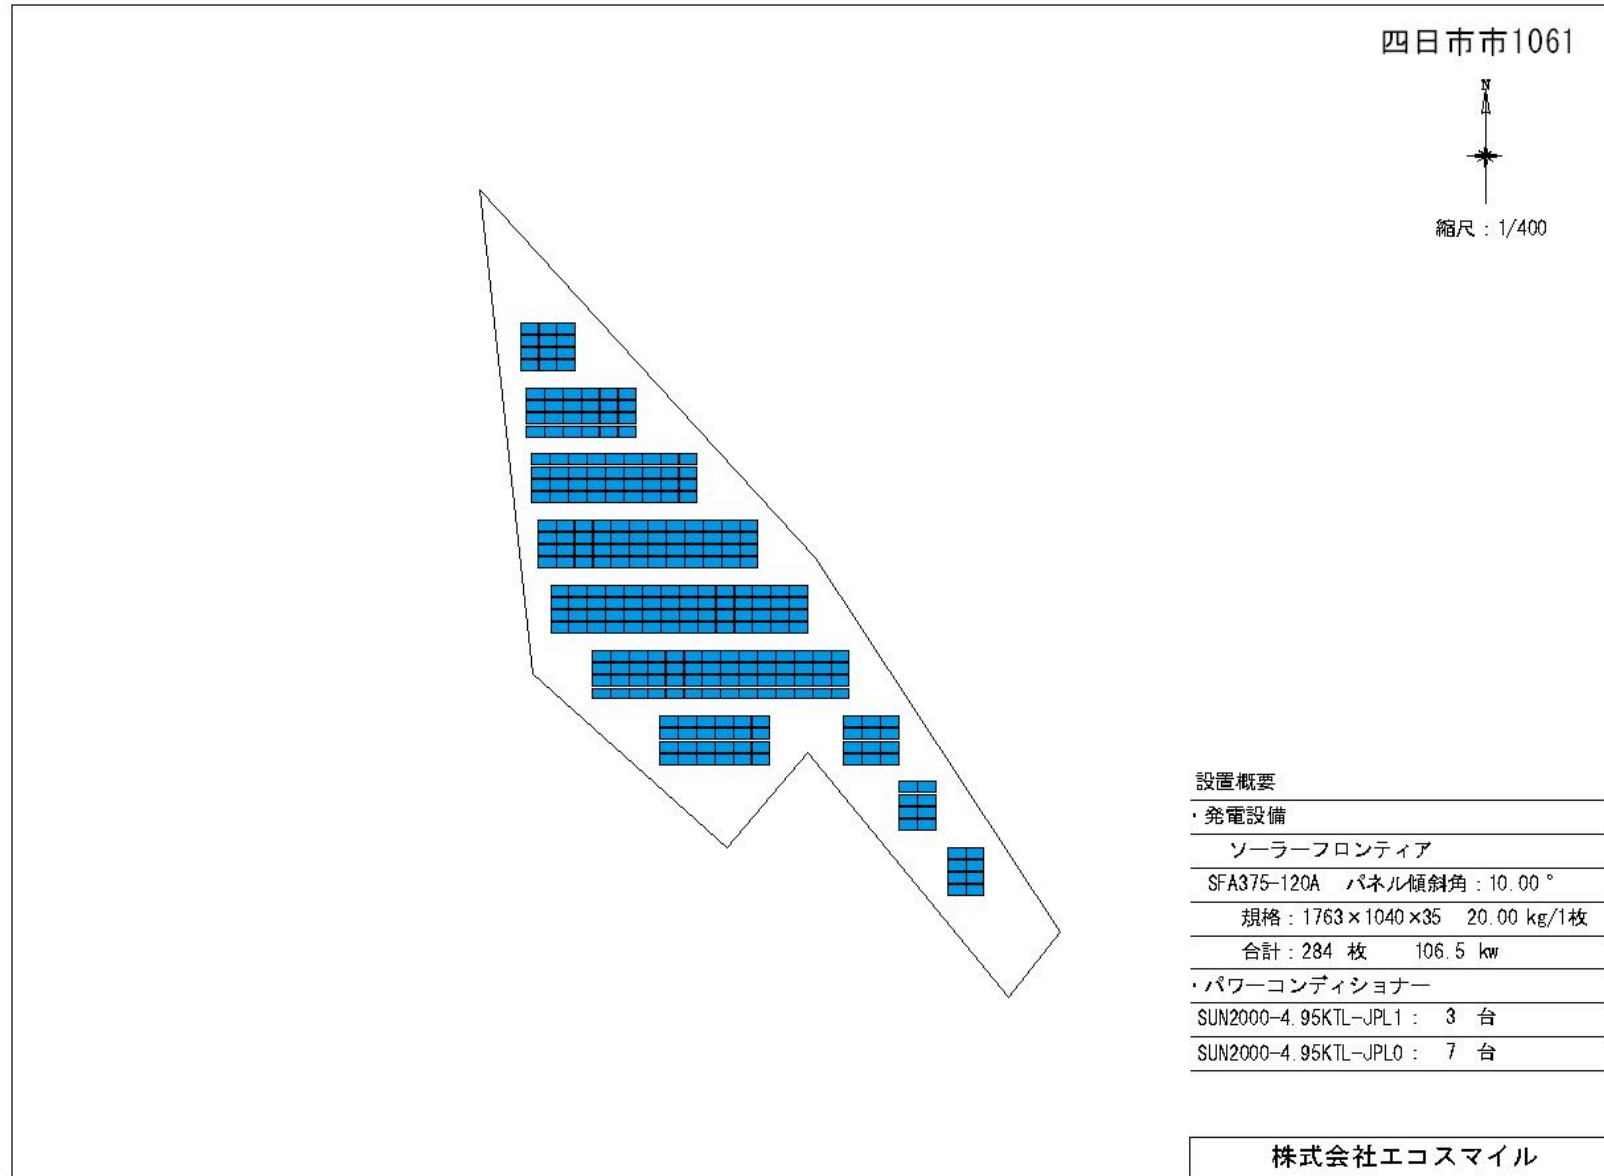 四日市市1061
N
縮尺：1/400
設置概要
・発電設備
ソーラーフロンティア
SFA375-120A パネル傾斜角：10.00°
規格：1763×1040×35 20.00 kg/1枚
合計：284 枚 106.5 kw
・パワーコンディショナー
SUN2000-4.95KTL-JPL1： 3 台
SUN2000-4.95KTL-JPL0： 7 台
株式会社エコスマイル